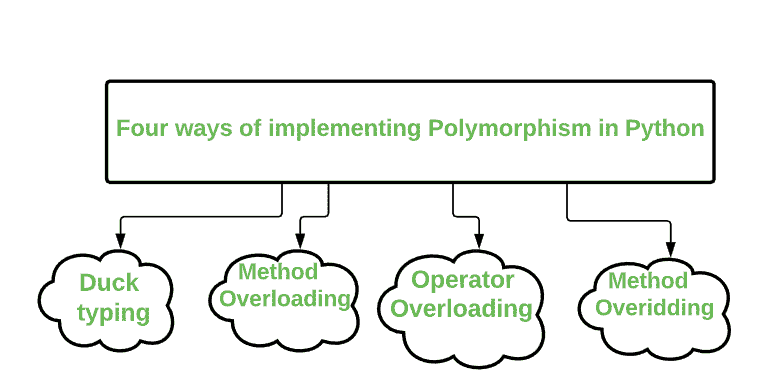 Four ways of implementing Polymorphism in Python
Duck
typing
Method
Overloading
Operator
Overloading
Method
Overidding